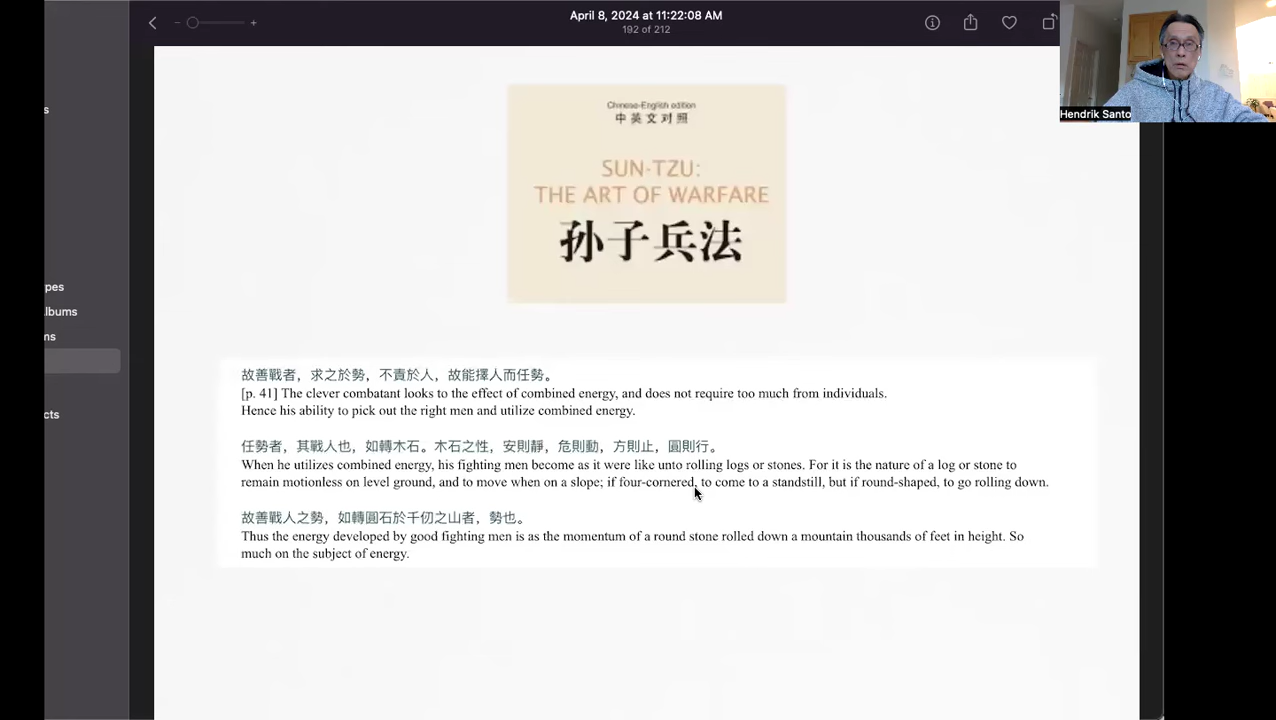 April 8, 2024 at 11:22:08 AM
192 of 212
Hendrik Santo
s
pes
lbums
ms
cts
Chinese-English edition
中英文对照
SUN-TZU:
THE ART OF WARFARE
孙子兵法
故善戰者，求之於勢，不責於人，故能擇人而任勢。
[p. 41] The clever combatant looks to the effect of combined energy, and does not require too much from individuals.
Hence his ability to pick out the right men and utilize combined energy.
任勢者，其戰人也，如轉木石。木石之性，安則靜，危則動，方則止，圓則行。
When he utilizes combined energy, his fighting men become as it were like unto rolling logs or stones. For it is the nature of a log or stone to
remain motionless on level ground, and to move when on a slope; if four-cornered, to come to a standstill, but if round-shaped, to go rolling down.
故善戰人之勢，如轉圓石於千仞之山者，勢也。
Thus the energy developed by good fighting men is as the momentum of a round stone rolled down a mountain thousands of feet in height. So
much on the subject of energy.